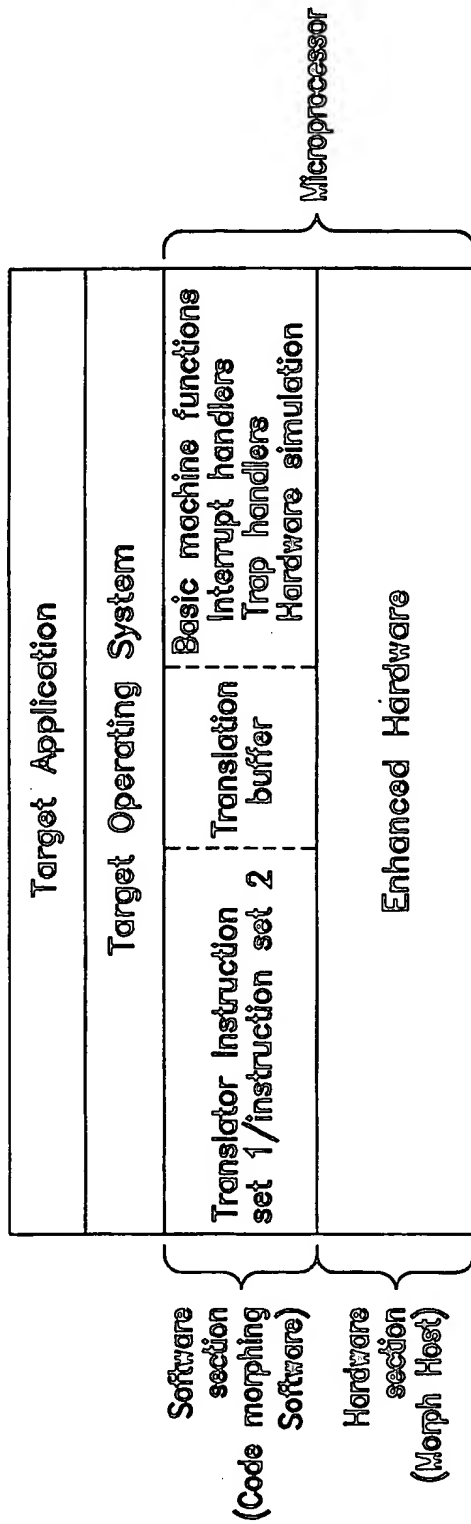 Target Application
Target Operating System
Software
section
(Code morphing
Software)
Translator Instruction
set 1/instruction set 2
Translation
buffer
Basic machine functions
Interrupt handlers
Trap handlers
Hardware simulation
Microprocessor
Hardware
section
(Morph Host)
Enhanced Hardware